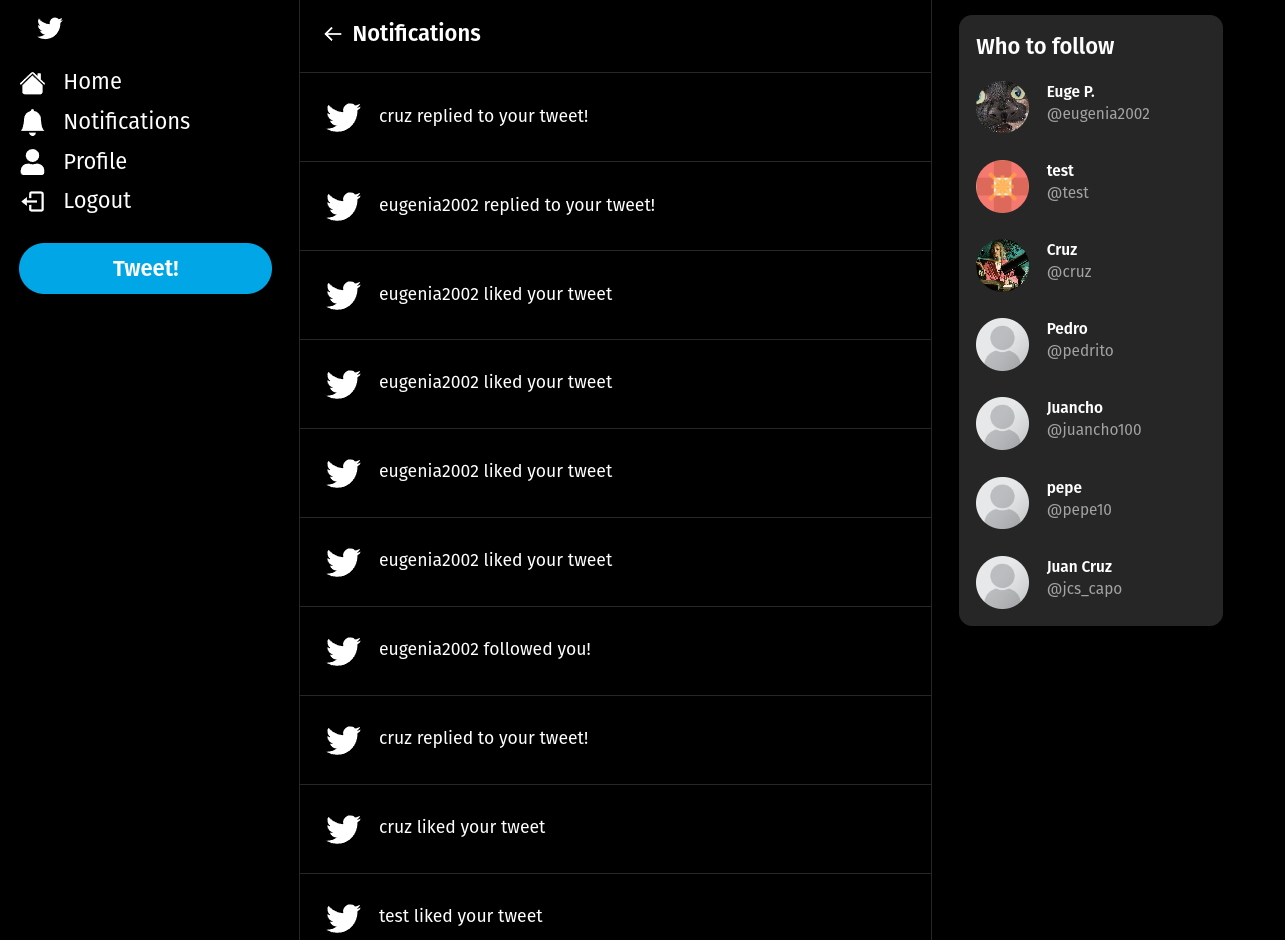 Home
Notifications
Profile
Logout
Tweet!
Notifications
cruz replied to your tweet!
eugenia2002 replied to your tweet!
eugenia2002 liked your tweet
eugenia2002 liked your tweet
eugenia2002 liked your tweet
eugenia2002 liked your tweet
eugenia2002 followed you!
cruz replied to your tweet!
cruz liked your tweet
test liked your tweet
Who to follow
Euge P.
@eugenia2002
test
@test
Cruz
@cruz
Pedro
@pedrito
Juancho
@juancho100
pepe
@pepe10
Juan Cruz
@jcs_capo